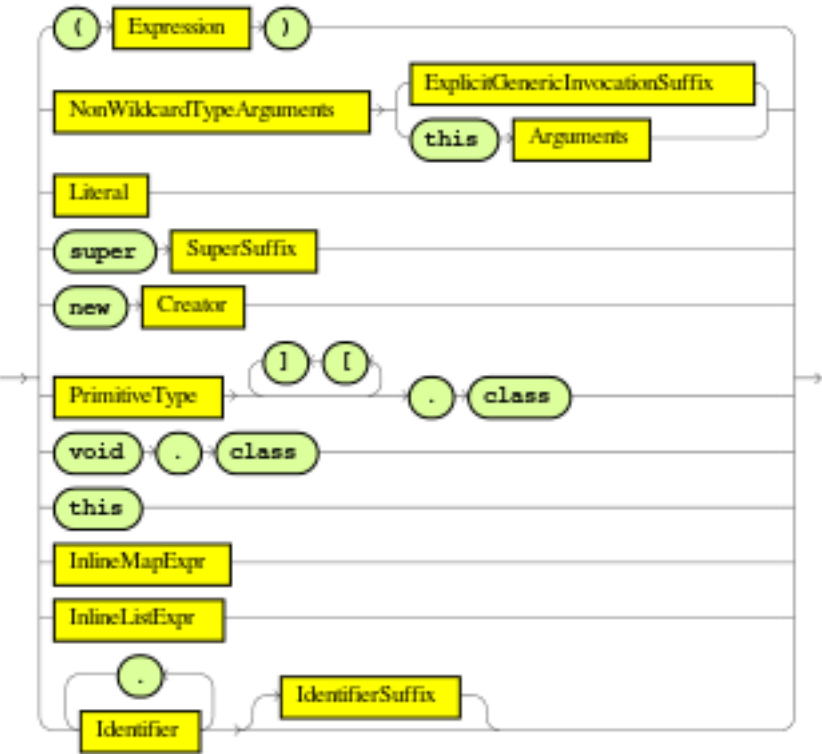 ( Expression )
ExplicitGenericInvocationSuffix
NonWildcardTypeArguments
this Arguments
Literal
super SuperSuffix
new Creator
] [
PrimitiveType . class
void . class
this
InlineMapExpr
InlineListExpr
.
IdentifierSuffix
Identifier